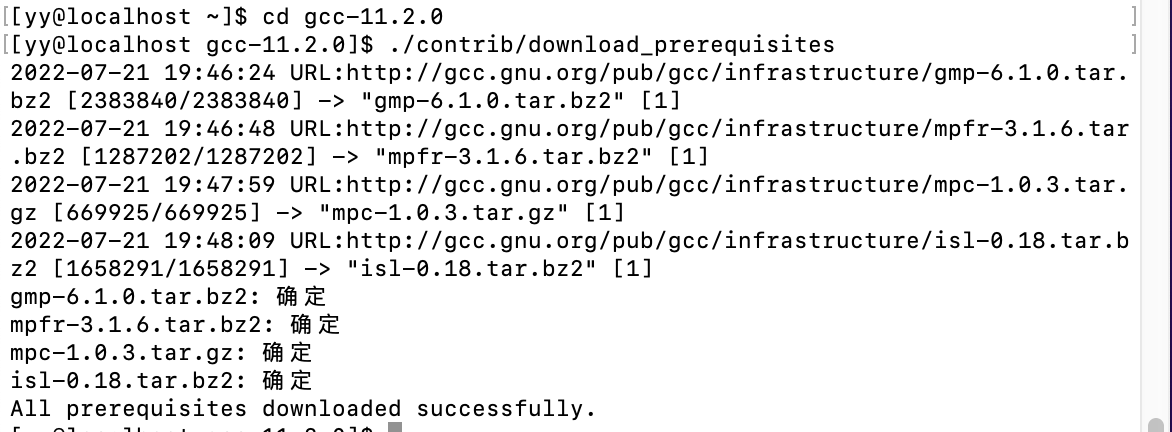 [[yy@localhost ~]$ cd gcc-11.2.0 ]
[[yy@localhost gcc-11.2.0]$ ./contrib/download_prerequisites ]
2022-07-21 19:46:24 URL:http://gcc.gnu.org/pub/gcc/infrastructure/gmp-6.1.0.tar.
bz2 [2383840/2383840] -> "gmp-6.1.0.tar.bz2" [1]
2022-07-21 19:46:48 URL:http://gcc.gnu.org/pub/gcc/infrastructure/mpfr-3.1.6.tar
.bz2 [1287202/1287202] -> "mpfr-3.1.6.tar.bz2" [1]
2022-07-21 19:47:59 URL:http://gcc.gnu.org/pub/gcc/infrastructure/mpc-1.0.3.tar.
gz [669925/669925] -> "mpc-1.0.3.tar.gz" [1]
2022-07-21 19:48:09 URL:http://gcc.gnu.org/pub/gcc/infrastructure/isl-0.18.tar.b
z2 [1658291/1658291] -> "isl-0.18.tar.bz2" [1]
gmp-6.1.0.tar.bz2: 确定
mpfr-3.1.6.tar.bz2: 确定
mpc-1.0.3.tar.gz: 确定
isl-0.18.tar.bz2: 确定
All prerequisites downloaded successfully.
[yy@localhost gcc-11.2.0]$